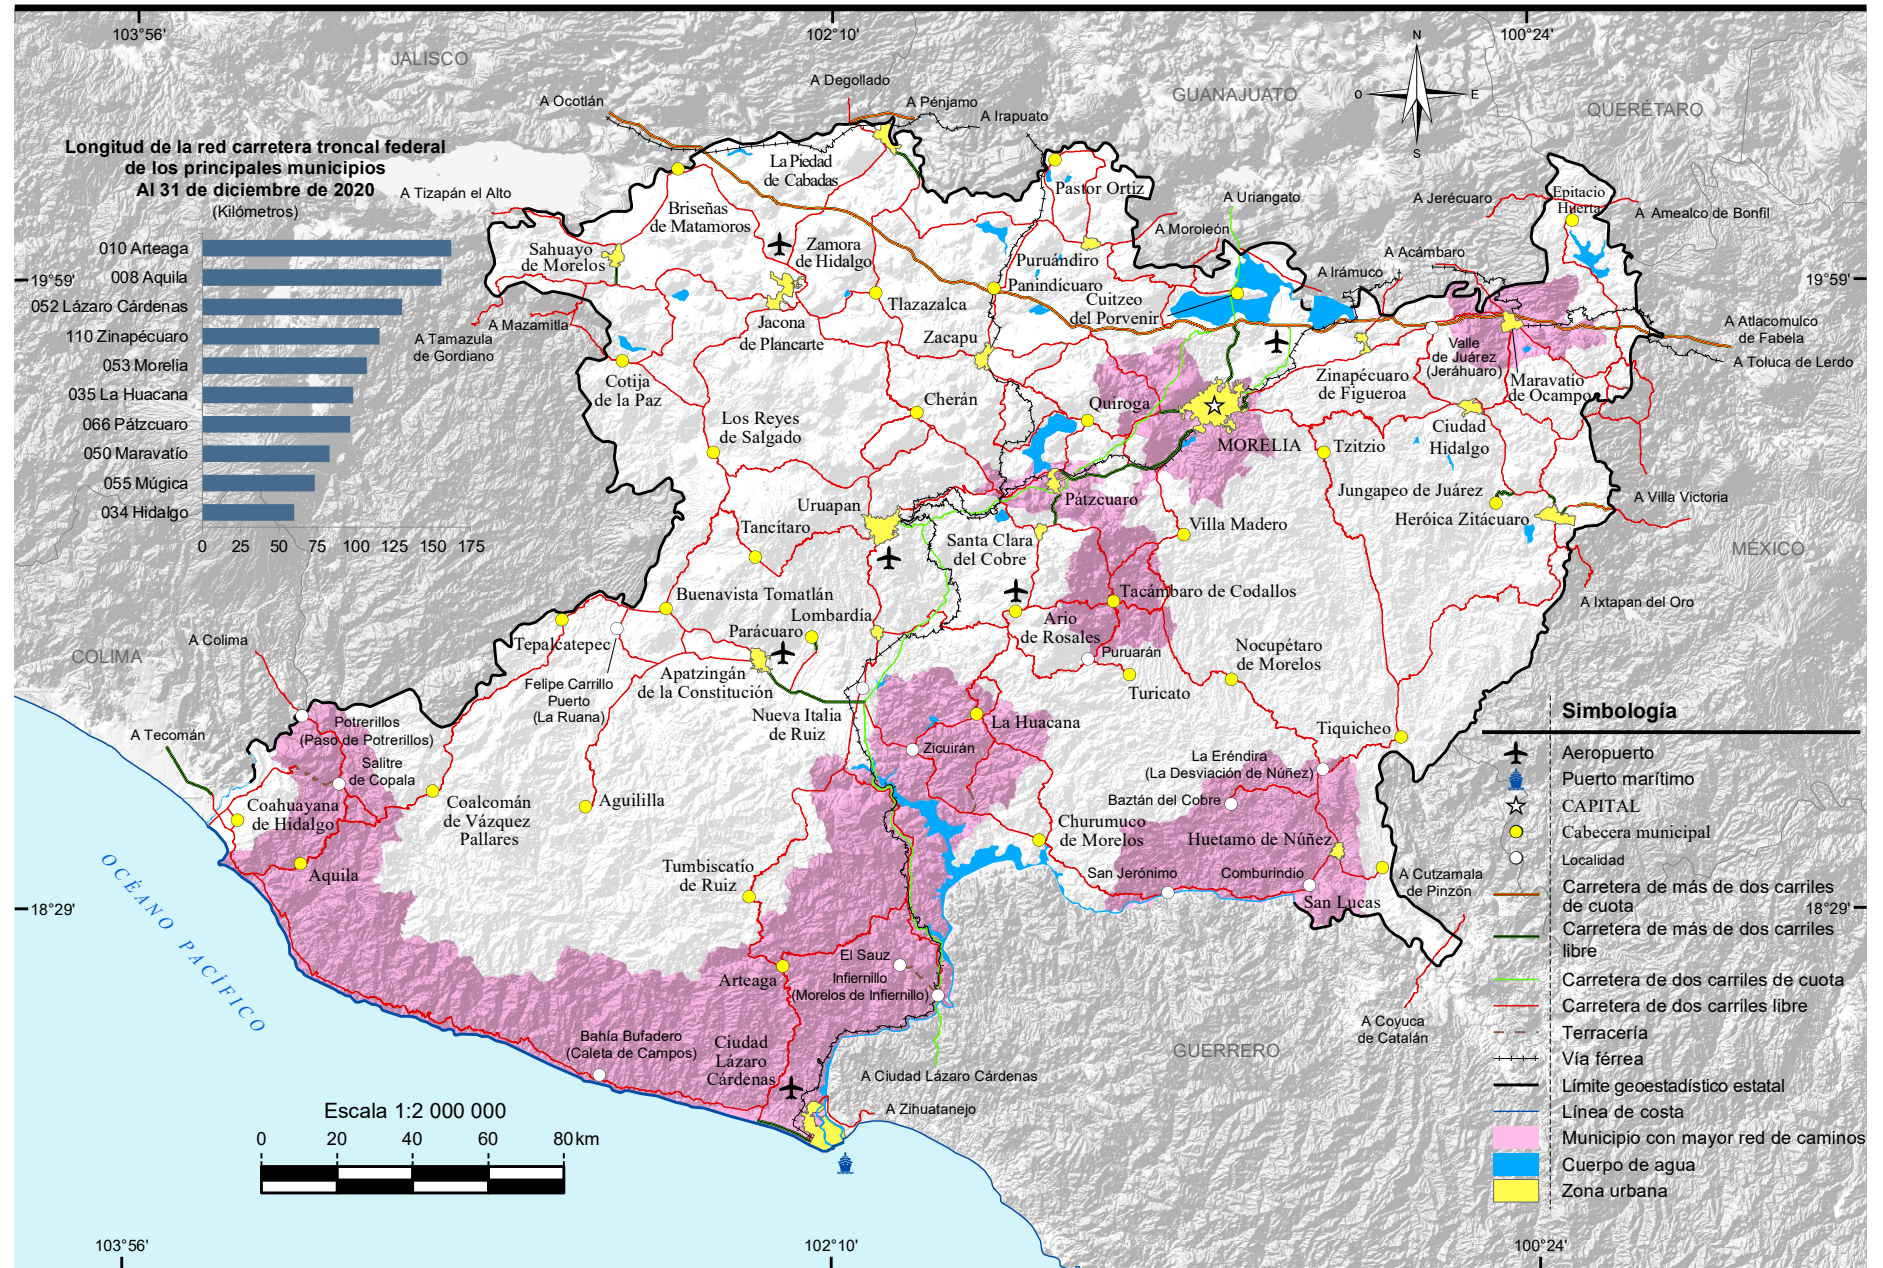 103°56'
102°10'
100°24'
JALISCO
GUANAJUATO
QUERÉTARO
N
O
E
S
A Degollado
A Ocotlán
A Pénjamo
A Irapuato
Longitud de la red carretera troncal federal
de los principales municipios
Al 31 de diciembre de 2020
(Kilómetros)
010 Arteaga
008 Aquila
052 Lázaro Cárdenas
110 Zinapécuaro
053 Morelia
035 La Huacana
066 Pátzcuaro
050 Maravatío
055 Múgica
034 Hidalgo
0 25 50 75 100 125 150 175
A Tizapán el Alto
La Piedad
de Cabadas
Pastor Ortiz
A Uriangato
A Jerécuaro
Epitacio
Huerta
A Amealco de Bonfil
Briseñas
de Matamoros
A Moroleón
Sahuayo
de Morelos
Zamora
de Hidalgo
Puruándiro
A Acámbaro
A Irámuco
19°59'
19°59'
Panindícuaro
Tlazazalca
Cuitzeo
del Porvenir
A Mazamitla
A Tamazula
de Gordiano
Jacona
de Plancarte
Zacapu
A Atlacomulco
de Fabela
A Toluca de Lerdo
Valle
de Juárez
(Jeráhuaro)
Zinapécuaro
de Figueroa
Maravatío
de Ocampo
Cotija
de la Paz
Cherán
Quiroga
Los Reyes
de Salgado
MORELIA
Tzitzio
Ciudad
Hidalgo
Uruapan
Pátzcuaro
Jungapeo de Juárez
A Villa Victoria
Heróica Zitácuaro
Tancítaro
Santa Clara
del Cobre
Villa Madero
MÉXICO
Buenavista Tomatlán
Lombardía
Parácuaro
Tacámbaro de Codallos
A Ixtapan del Oro
Ario
de Rosales
A Colima
COLIMA
Tepalcatepec
Puruarán
Nocupétaro
de Morelos
Apatzingán
de la Constitución
Felipe Carrillo
Puerto
(La Ruana)
Turicato
Nueva Italia
de Ruiz
La Huacana
Tiquicheo
A Tecomán
Potrerillos
(Paso de Potrerillos)
Zicuirán
Salitre
de Copala
La Eréndira
(La Desviación de Núñez)
Coahuayana
de Hidalgo
Coalcomán
de Vázquez
Pallares
Aguililla
Baztán del Cobre
Churumuco
de Morelos
Huetamo de Núñez
Aquila
Tumbiscatío
de Ruiz
San Jerónimo
Comburindio
A Cutzamala
de Pinzón
San Lucas
18°29'
18°29'
OCÉANO PACÍFICO
El Sauz
Arteaga
Infiernillo
(Morelos de Infiernillo)
A Coyuca
de Catalán
Bahía Bufadero
(Caleta de Campos)
Ciudad
Lázaro
Cárdenas
GUERRERO
A Ciudad Lázaro Cárdenas
A Zihuatanejo
Escala 1:2 000 000
0 20 40 60 80 km
Simbología
Aeropuerto
Puerto marítimo
CAPITAL
Cabecera municipal
Localidad
Carretera de más de dos carriles
de cuota
Carretera de más de dos carriles
libre
Carretera de dos carriles de cuota
Carretera de dos carriles libre
Terracería
Vía férrea
Límite geoestadístico estatal
Línea de costa
Municipio con mayor red de caminos
Cuerpo de agua
Zona urbana
103°56'
102°10'
100°24'